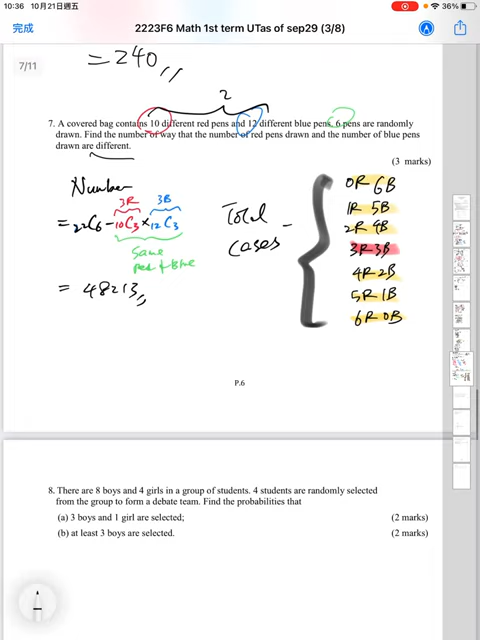 10:36 10月21日週五
完成
2223F6 Math 1st term UTas of sep29 (3/8)
7/11
= 240,,
2
7. A covered bag contains 10 different red pens and 12 different blue pens. 6 pens are randomly
drawn. Find the number of way that the number of red pens drawn and the number of blue pens
drawn are different.
(3 marks)
Number
3R 3B
= 22C6 - 10C3 × 12C3
Same
red & Blue
= 48213,,
Total
cases
0R 6B
1R 5B
2R 4B
3R 3B
4R 2B
5R 1B
6R 0B
P.6
8. There are 8 boys and 4 girls in a group of students. 4 students are randomly selected
from the group to form a debate team. Find the probabilities that
(a) 3 boys and 1 girl are selected;
(2 marks)
(b) at least 3 boys are selected.
(2 marks)